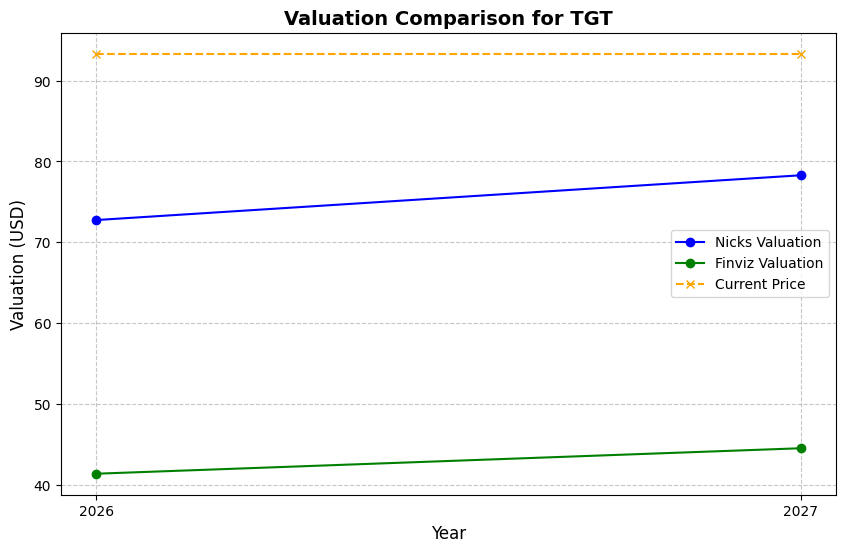 Valuation Comparison for TGT
Valuation (USD)
90
80
70
60
50
40
Nicks Valuation
Finviz Valuation
Current Price
2026
2027
Year